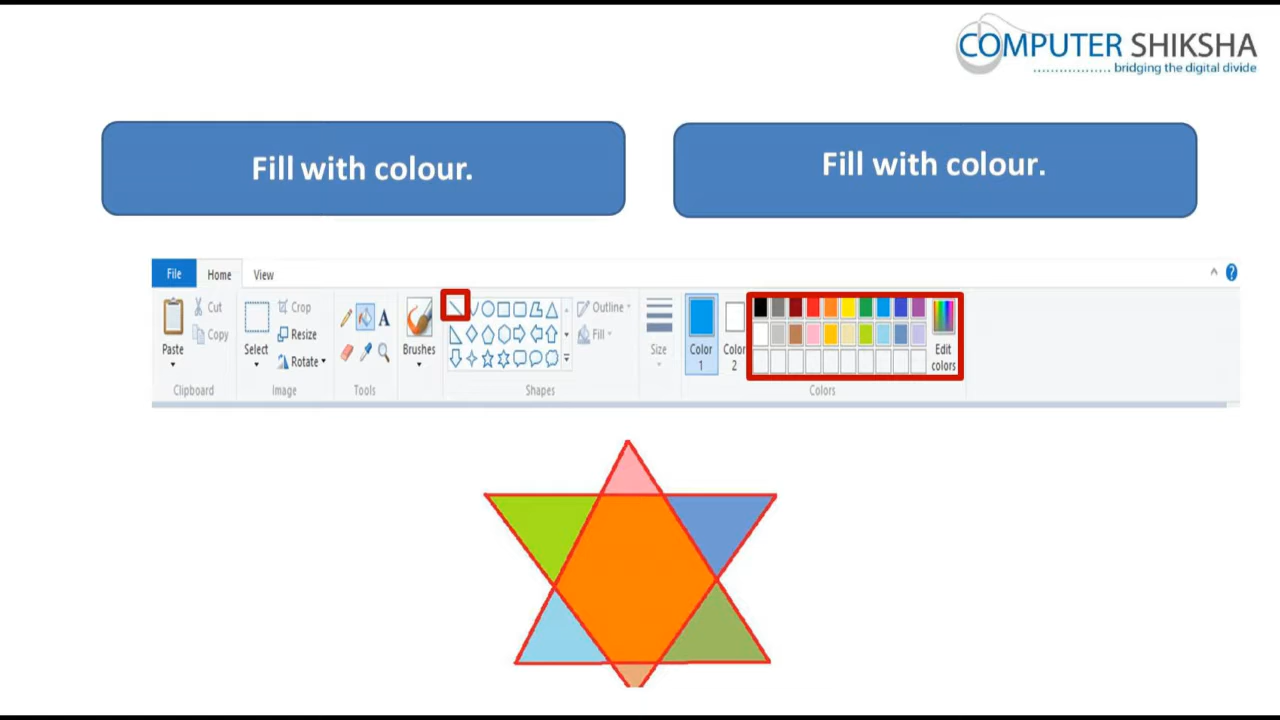 COMPUTER SHIKSHA
bridging the digital divide
Fill with colour.
Fill with colour.
File Home View
Paste
Cut
Copy
Clipboard
Select
Crop
Resize
Rotate
Image
A
Tools
Brushes
Outline
Fill
Shapes
Size
Color
1
Color
2
Edit
colors
Colors
?